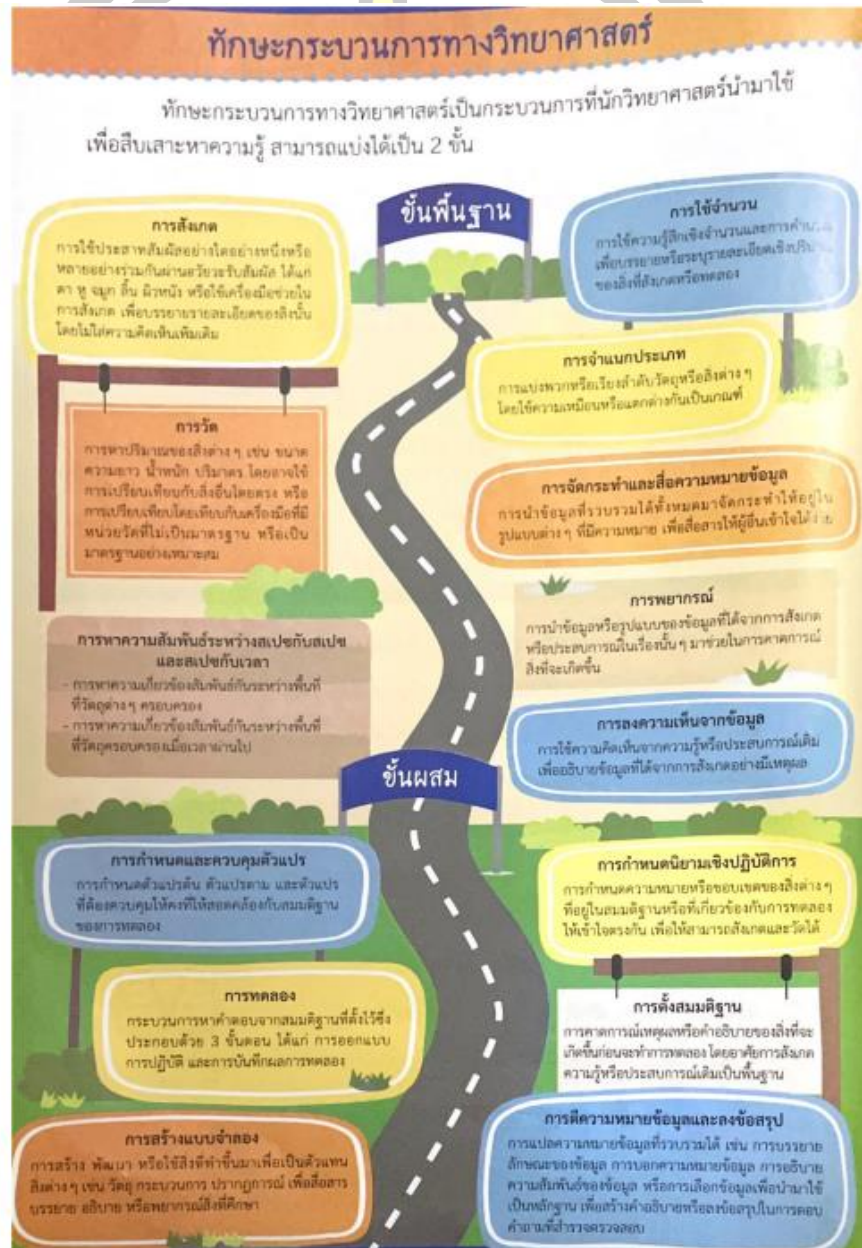 ทักษะกระบวนการทางวิทยาศาสตร์
ทักษะกระบวนการทางวิทยาศาสตร์เป็นกระบวนการที่นักวิทยาศาสตร์นำมาใช้
เพื่อสืบเสาะหาความรู้ สามารถแบ่งได้เป็น 2 ขั้น
ขั้นพื้นฐาน
การสังเกต
การใช้ประสาทสัมผัสอย่างใดอย่างหนึ่งหรือ
หลายอย่างร่วมกันผ่านอวัยวะรับสัมผัส ได้แก่
ตา หู จมูก ลิ้น ผิวหนัง หรือใช้เครื่องมือช่วยใน
การสังเกต เพื่อบรรยายรายละเอียดของสิ่งนั้น
โดยไม่ใส่ความคิดเห็นเพิ่มเติม
การใช้จำนวน
การใช้ความรู้สึกเชิงจำนวนและการคำนวณ
เพื่อบรรยายหรือระบุรายละเอียดเชิงปริมาณ
ของสิ่งที่สังเกตหรือทดลอง
การจำแนกประเภท
การแบ่งพวกหรือเรียงลำดับวัตถุหรือสิ่งต่าง ๆ
โดยใช้ความเหมือนหรือแตกต่างกันเป็นเกณฑ์
การวัด
การหาปริมาณของสิ่งต่าง ๆ เช่น ขนาด
ความยาว น้ำหนัก ปริมาตร โดยอาจใช้
การเปรียบเทียบกับสิ่งอื่นโดยตรง หรือ
การเปรียบเทียบโดยเทียบกับเครื่องมือที่มี
หน่วยวัดที่ไม่เป็นมาตรฐาน หรือเป็น
มาตรฐานอย่างเหมาะสม
การจัดกระทำและสื่อความหมายข้อมูล
การนำข้อมูลที่รวบรวมได้ทั้งหมดมาจัดกระทำให้อยู่ใน
รูปแบบต่าง ๆ ที่มีความหมาย เพื่อสื่อสารให้ผู้อื่นเข้าใจได้ง่าย
การพยากรณ์
การนำข้อมูลหรือรูปแบบของข้อมูลที่ได้จากการสังเกต
หรือประสบการณ์ในเรื่องนั้น ๆ มาช่วยในการคาดการณ์
สิ่งที่จะเกิดขึ้น
การหาความสัมพันธ์ระหว่างสเปซกับสเปซ
และสเปซกับเวลา
- การหาความเกี่ยวข้องสัมพันธ์กันระหว่างพื้นที่
ที่วัตถุต่าง ๆ ครอบครอง
- การหาความเกี่ยวข้องสัมพันธ์กันระหว่างพื้นที่
ที่วัตถุครอบครองเมื่อเวลาผ่านไป
การลงความเห็นจากข้อมูล
การใช้ความคิดเห็นจากความรู้หรือประสบการณ์เดิม
เพื่ออธิบายข้อมูลที่ได้จากการสังเกตอย่างมีเหตุผล
ขั้นผสม
การกำหนดและควบคุมตัวแปร
การกำหนดตัวแปรต้น ตัวแปรตาม และตัวแปร
ที่ต้องควบคุมให้คงที่ให้สอดคล้องกับสมมติฐาน
ของการทดลอง
การกำหนดนิยามเชิงปฏิบัติการ
การกำหนดความหมายหรือขอบเขตของสิ่งต่าง ๆ
ที่อยู่ในสมมติฐานหรือที่เกี่ยวข้องกับการทดลอง
ให้เข้าใจตรงกัน เพื่อให้สามารถสังเกตและวัดได้
การทดลอง
กระบวนการหาคำตอบจากสมมติฐานที่ตั้งไว้ซึ่ง
ประกอบด้วย 3 ขั้นตอน ได้แก่ การออกแบบ
การปฏิบัติ และการบันทึกผลการทดลอง
การตั้งสมมติฐาน
การคาดการณ์เหตุผลหรือคำอธิบายของสิ่งที่จะ
เกิดขึ้นก่อนจะทำการทดลอง โดยอาศัยการสังเกต
ความรู้หรือประสบการณ์เดิมเป็นพื้นฐาน
การสร้างแบบจำลอง
การสร้าง พัฒนา หรือใช้สิ่งที่ทำขึ้นมาเพื่อเป็นตัวแทน
สิ่งต่าง ๆ เช่น วัตถุ กระบวนการ ปรากฏการณ์ เพื่อสื่อสาร
บรรยาย อธิบาย หรือพยากรณ์สิ่งที่ศึกษา
การตีความหมายข้อมูลและลงข้อสรุป
การแปลความหมายข้อมูลที่รวบรวมได้ เช่น การบรรยาย
ลักษณะของข้อมูล การบอกความหมายข้อมูล การอธิบาย
ความสัมพันธ์ของข้อมูล หรือการเลือกข้อมูลเพื่อนำมาใช้
เป็นหลักฐาน เพื่อสร้างคำอธิบายหรือลงข้อสรุปในการตอบ
คำถามที่สำรวจตรวจสอบ